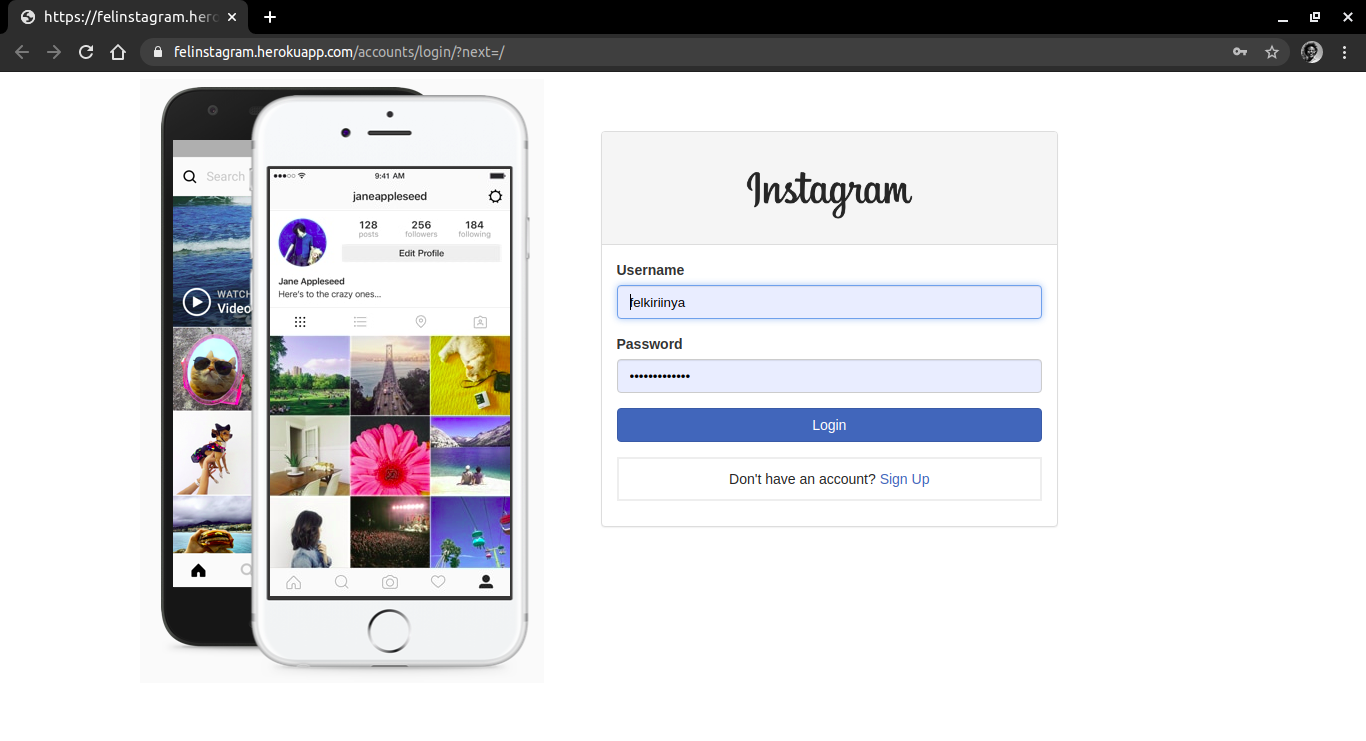 https://felinstagram.hero
felinstagram.herokuapp.com/accounts/login/?next=/
Search
WATCH
Video
9:41 AM
janeappleseed
128 256 184
posts followers following
Edit Profile
Jane Appleseed
Here's to the crazy ones...
Instagram
Username
felkiriinya
Password
•••••••••••••
Login
Don't have an account? Sign Up